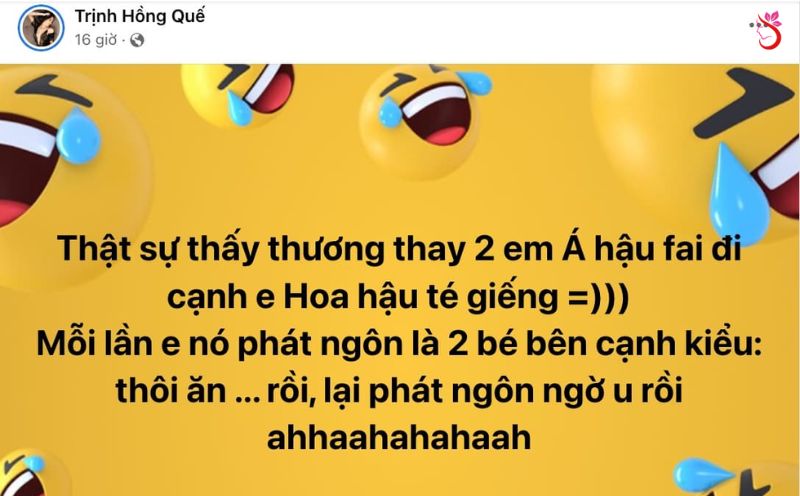 Trịnh Hồng Quế
16 giờ ·
Thật sự thấy thương thay 2 em Á hậu fai đi
cạnh e Hoa hậu té giếng =)))
Mỗi lần e nó phát ngôn là 2 bé bên cạnh kiểu:
thôi ăn ... rồi, lại phát ngôn ngờ u rồi
ahhaahahahaah